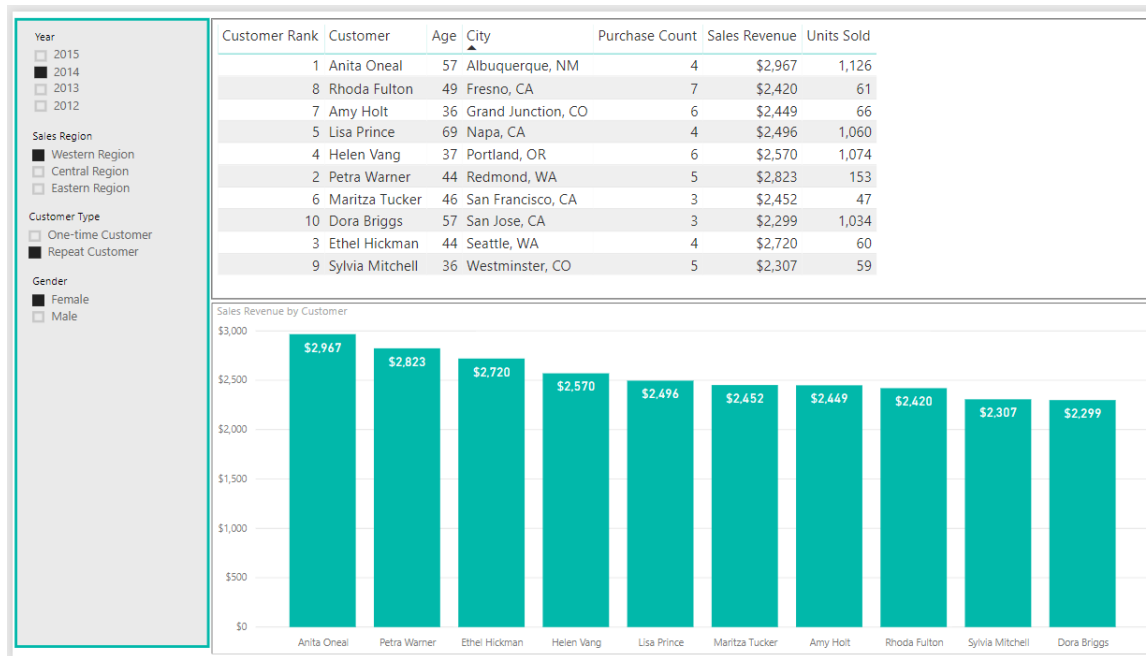 Year
2015
2014
2013
2012
Sales Region
Western Region
Central Region
Eastern Region
Customer Type
One-time Customer
Repeat Customer
Gender
Female
Male
Customer Rank Customer Age City Purchase Count Sales Revenue Units Sold
1 Anita Oneal 57 Albuquerque, NM 4 $2,967 1,126
8 Rhoda Fulton 49 Fresno, CA 7 $2,420 61
7 Amy Holt 36 Grand Junction, CO 6 $2,449 66
5 Lisa Prince 69 Napa, CA 4 $2,496 1,060
4 Helen Vang 37 Portland, OR 6 $2,570 1,074
2 Petra Warner 44 Redmond, WA 5 $2,823 153
6 Maritza Tucker 46 San Francisco, CA 3 $2,452 47
10 Dora Briggs 57 San Jose, CA 3 $2,299 1,034
3 Ethel Hickman 44 Seattle, WA 4 $2,720 60
9 Sylvia Mitchell 36 Westminster, CO 5 $2,307 59
Sales Revenue by Customer
$3,000
$2,500
$2,000
$1,500
$1,000
$500
$0
$2,967 $2,823 $2,720 $2,570 $2,496 $2,452 $2,449 $2,420 $2,307 $2,299
Anita Oneal Petra Warner Ethel Hickman Helen Vang Lisa Prince Maritza Tucker Amy Holt Rhoda Fulton Sylvia Mitchell Dora Briggs